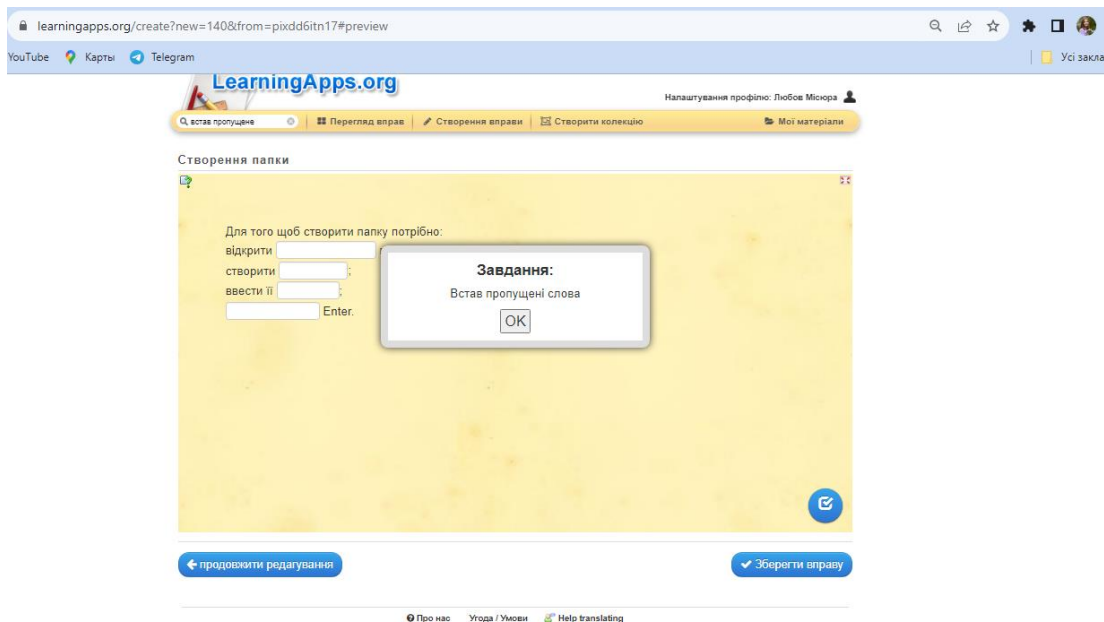 learningapps.org/create?new=140&from=pixdd6itn17#preview
YouTube Карты Telegram Усі закла
LearningApps.org
Налаштування профілю: Любов Місюра
встав пропущене Перегляд вправ Створення вправи Створити колекцію Мої матеріали
Створення папки
Для того щоб створити папку потрібно:
відкрити
створити ;
ввести її ;
Enter.
Завдання:
Встав пропущені слова
OK
продовжити редагування Зберегти вправу
Про нас Угода / Умови Help translating